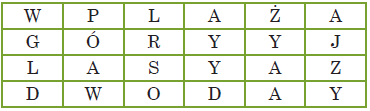 W P L A Ż A
G Ó R Y Y J
L A S Y A Z
D W O D A Y